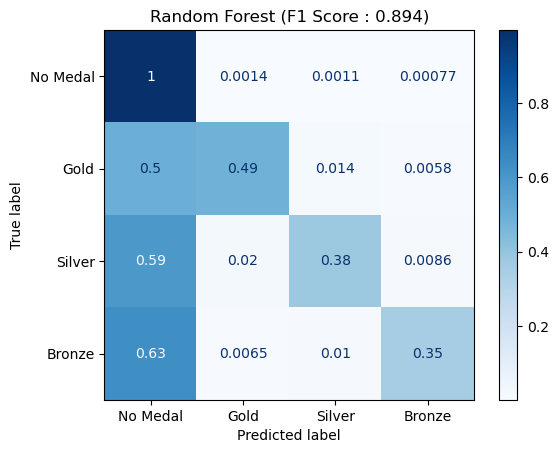 Random Forest (F1 Score : 0.894)
No Medal 1 0.0014 0.0011 0.00077
Gold 0.5 0.49 0.014 0.0058
Silver 0.59 0.02 0.38 0.0086
Bronze 0.63 0.0065 0.01 0.35
No Medal Gold Silver Bronze
Predicted label
True label
0.8
0.6
0.4
0.2